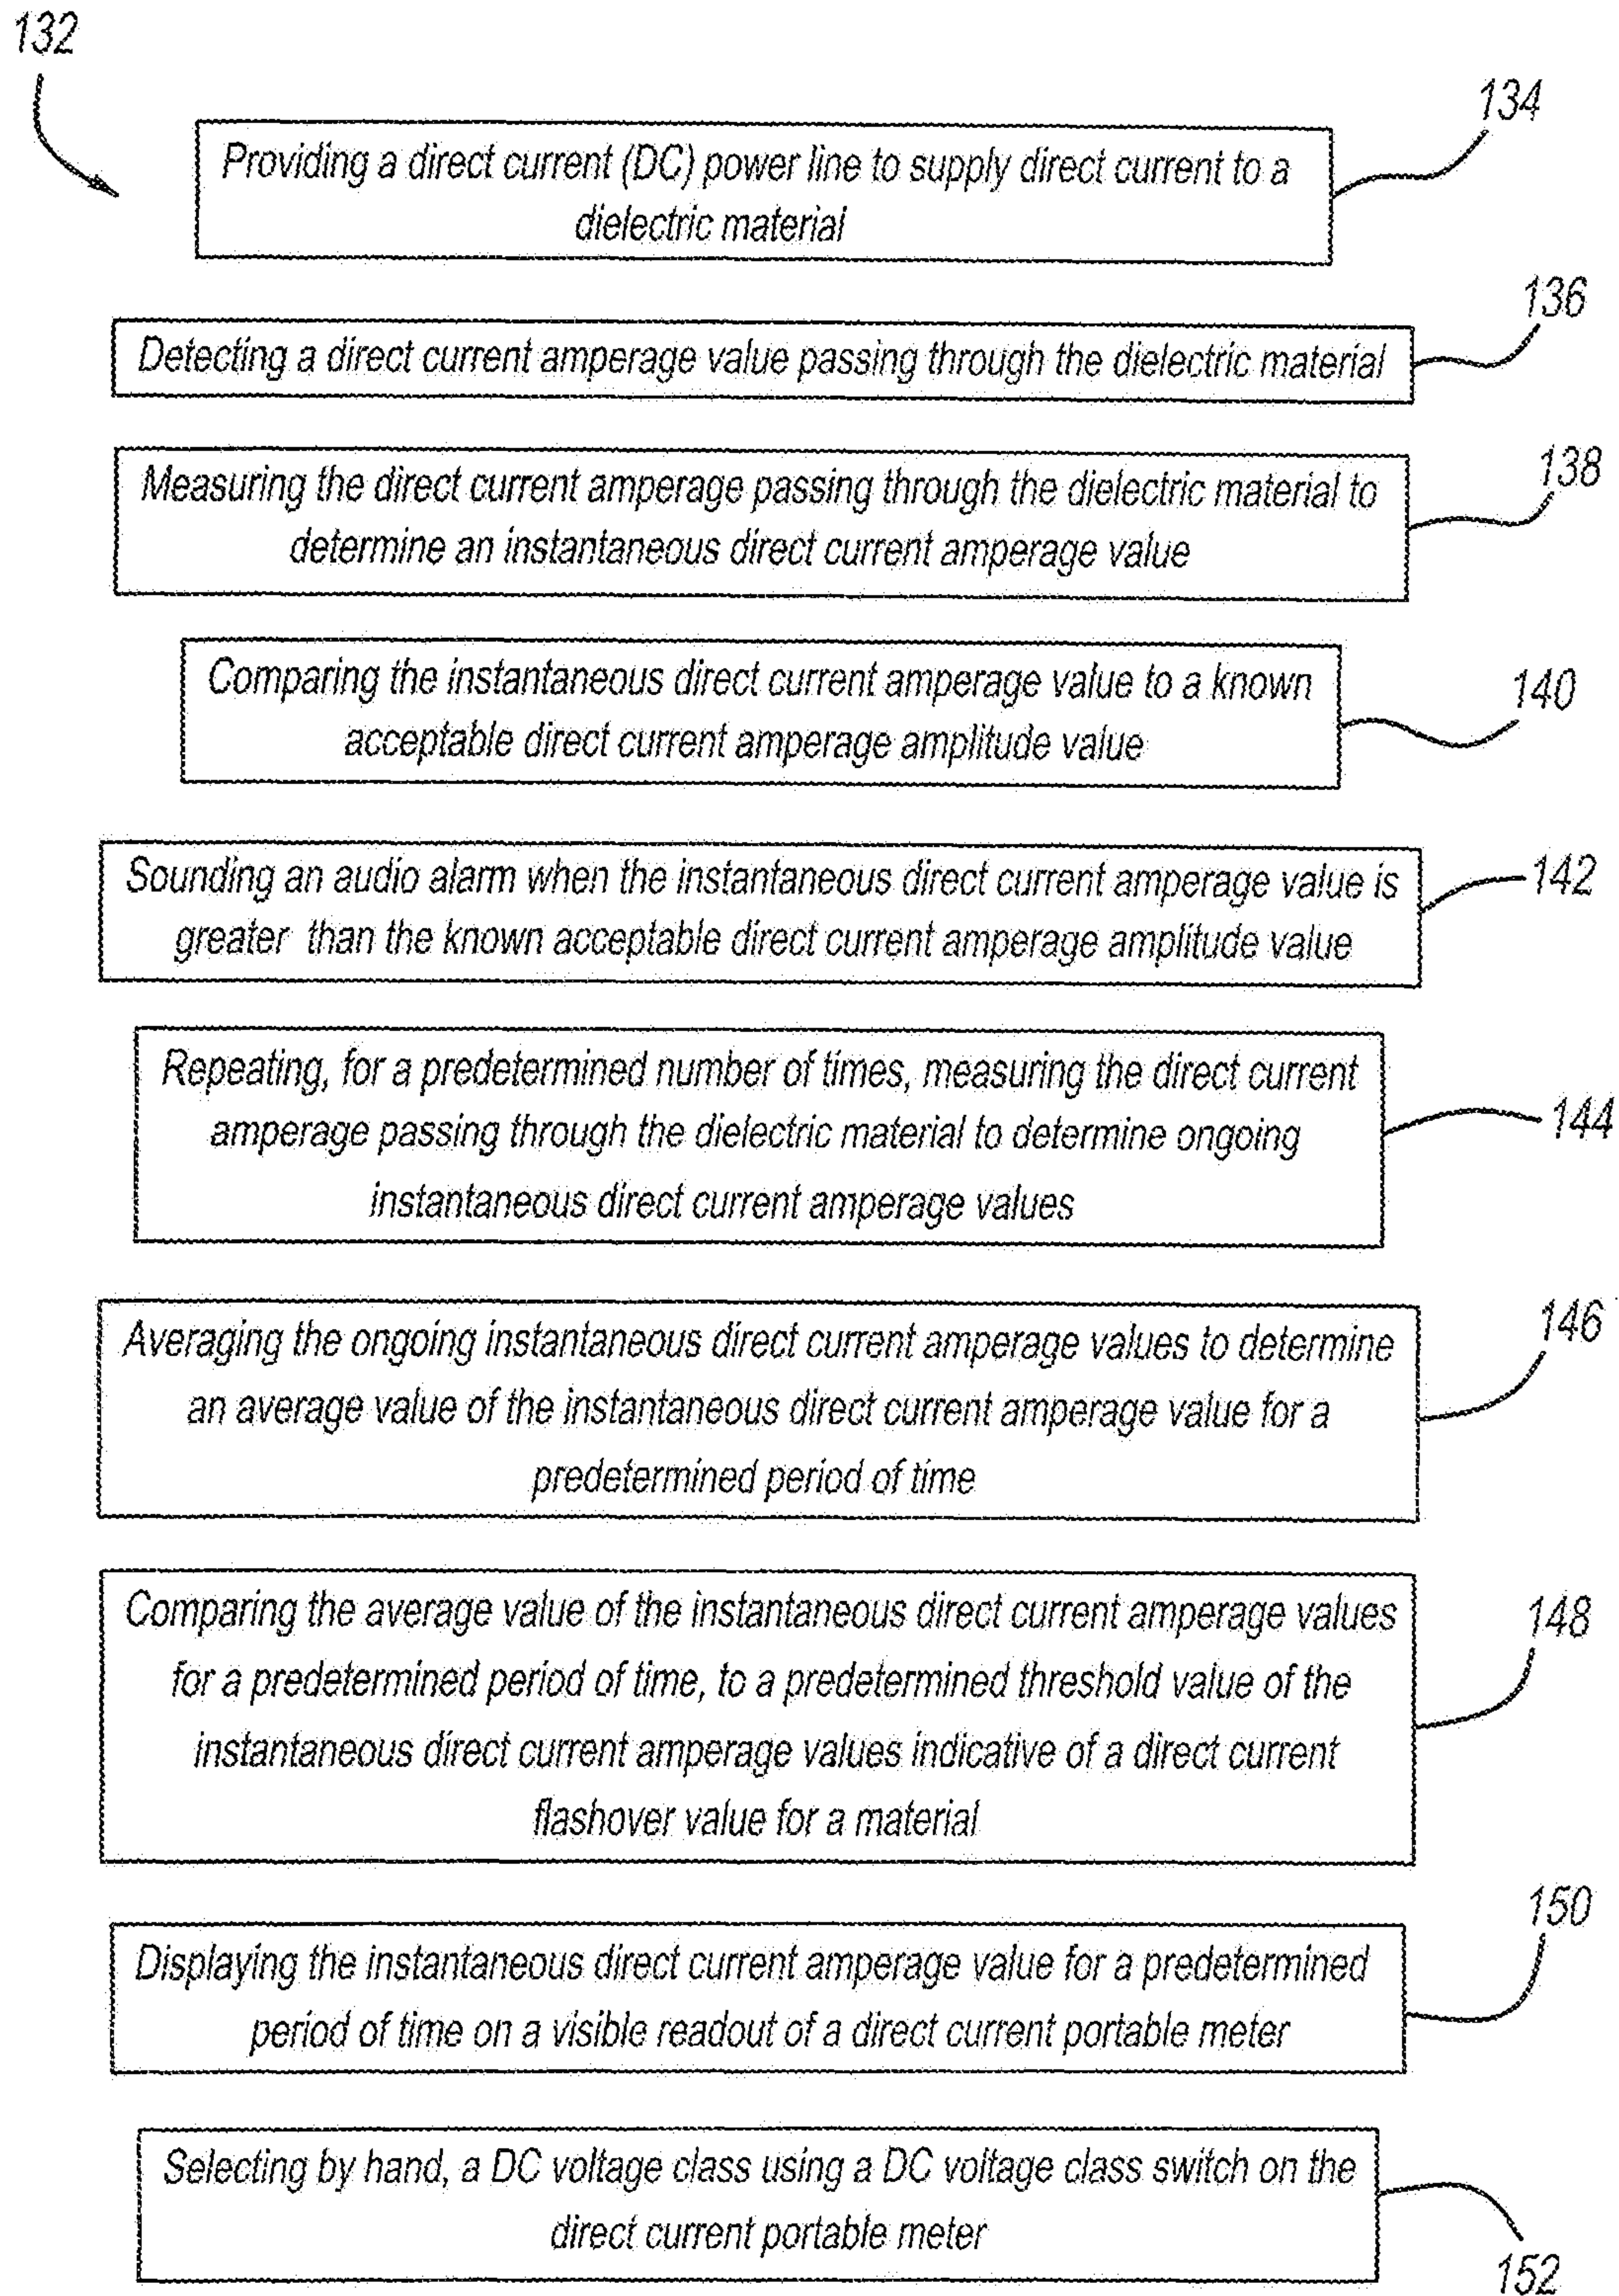 132
134
Providing a direct current (DC) power line to supply direct current to a
dielectric material
136
Detecting a direct current amperage value passing through the dielectric material
138
Measuring the direct current amperage passing through the dielectric material to
determine an instantaneous direct current amperage value
140
Comparing the instantaneous direct current amperage value to a known
acceptable direct current amperage amplitude value
142
Sounding an audio alarm when the instantaneous direct current amperage value is
greater than the known acceptable direct current amperage amplitude value
144
Repeating, for a predetermined number of times, measuring the direct current
amperage passing through the dielectric material to determine ongoing
instantaneous direct current amperage values
146
Averaging the ongoing instantaneous direct current amperage values to determine
an average value of the instantaneous direct current amperage value for a
predetermined period of time
148
Comparing the average value of the instantaneous direct current amperage values
for a predetermined period of time, to a predetermined threshold value of the
instantaneous direct current amperage values indicative of a direct current
flashover value for a material
150
Displaying the instantaneous direct current amperage value for a predetermined
period of time on a visible readout of a direct current portable meter
Selecting by hand, a DC voltage class using a DC voltage class switch on the
direct current portable meter
152